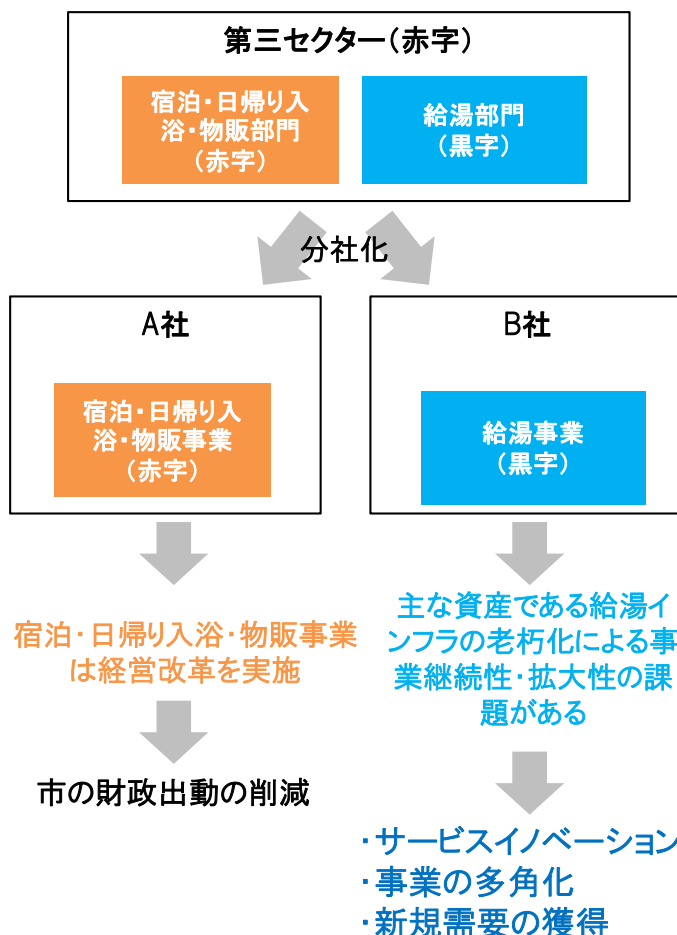 第三セクター(赤字)
宿泊・日帰り入
浴・物販部門
(赤字)
給湯部門
(黒字)
分社化
A社
宿泊・日帰り入
浴・物販事業
(赤字)
B社
給湯事業
(黒字)
宿泊・日帰り入浴・物販事業
は経営改革を実施
市の財政出動の削減
主な資産である給湯イ
ンフラの老朽化による事
業継続性・拡大性の課
題がある
・サービスイノベーション
・事業の多角化
・新規需要の獲得